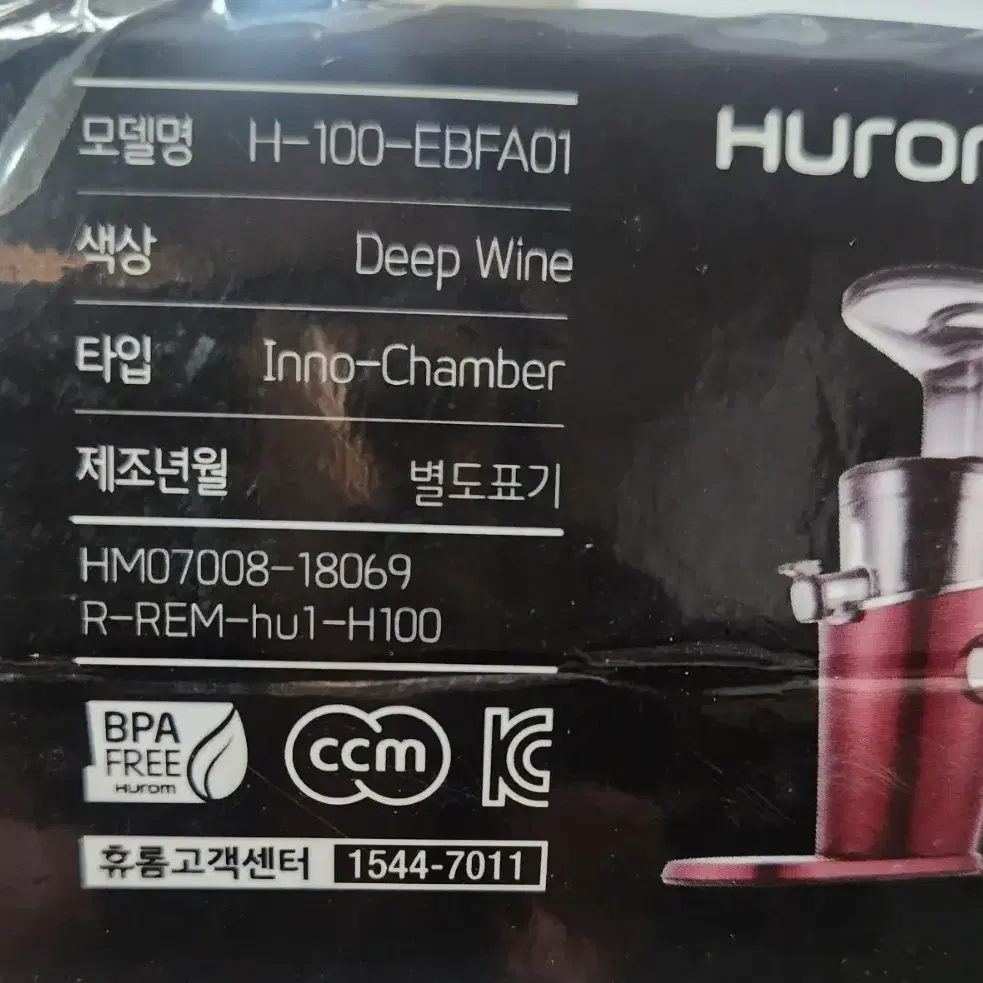 모델명 H-100-EBFA01
Huro
색상 Deep Wine
타입 Inno-Chamber
제조년월 별도표기
HM07008-18069
R-REM-hu1-H100
BPA
FREE
Hurom
ccm
KC
휴롬고객센터 1544-7011